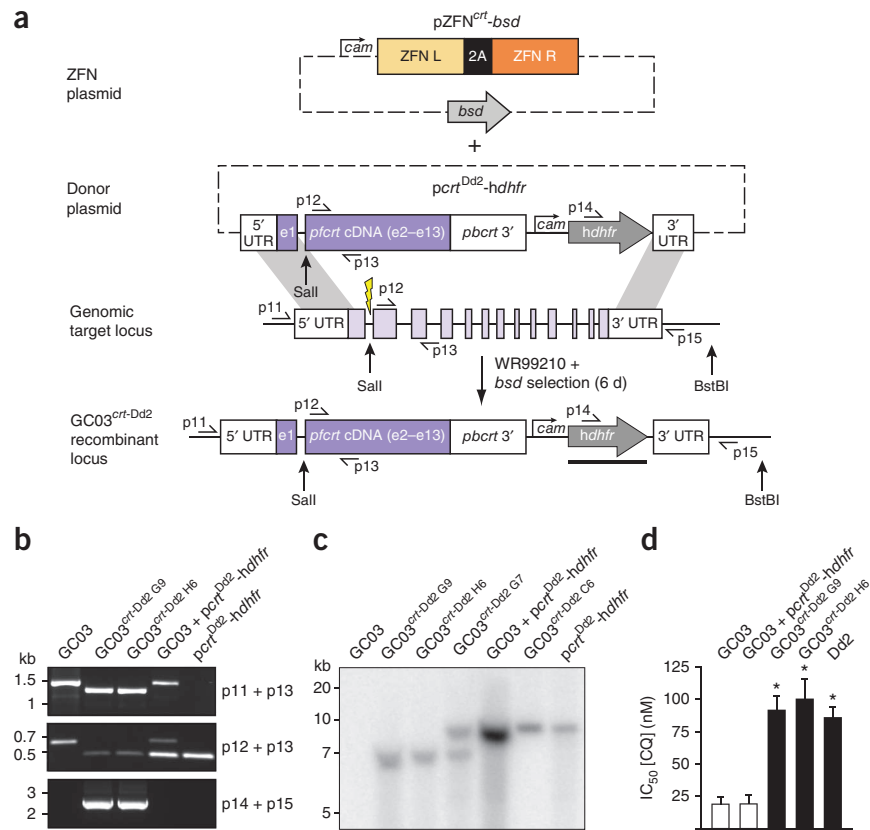 a
pZFNcrt-bsd
cam
ZFN L
2A
ZFN R
ZFN
plasmid
bsd
+
Donor
plasmid
pcrtDd2-hdhfr
5′
UTR
e1
p12
pfcrt cDNA (e2–e13)
pbcrt 3′
cam
p14
hdhfr
3′
UTR
p13
SalI
Genomic
target locus
p11
5′ UTR
p12
p13
3′ UTR
p15
SalI
BstBI
WR99210 +
bsd selection (6 d)
GC03crt-Dd2
recombinant
locus
p11
5′ UTR
e1
p12
pfcrt cDNA (e2–e13)
pbcrt 3′
cam
p14
hdhfr
3′ UTR
p13
p15
SalI
BstBI
b
GC03
GC03crt-Dd2 G9
GC03crt-Dd2 H6
GC03 + pcrtDd2-hdhfr
pcrtDd2-hdhfr
kb
1.5
1
p11 + p13
0.7
0.5
p12 + p13
3
2
p14 + p15
c
GC03
GC03crt-Dd2 G9
GC03crt-Dd2 H6
GC03crt-Dd2 G7
GC03 + pcrtDd2-hdhfr
GC03crt-Dd2 C6
pcrtDd2-hdhfr
kb
20
10
7
5
d
GC03
GC03 + pcrtDd2-hdhfr
GC03crt-Dd2 G9
GC03crt-Dd2 H6
Dd2
IC50 [CQ] (nM)
125
100
75
50
25
*
*
*